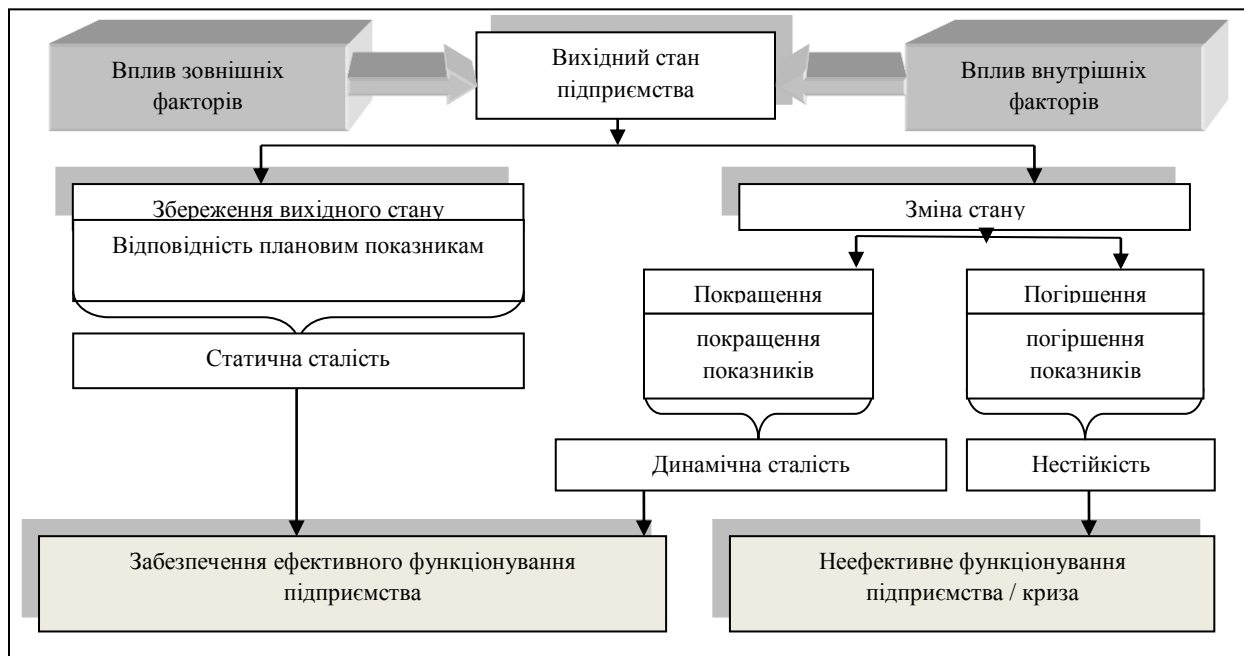 Вплив зовнішніх
факторів
Вихідний стан
підприємства
Вплив внутрішніх
факторів
Збереження вихідного стану
Відповідність плановим показникам
Статична сталість
Зміна стану
Покращення
покращення
показників
Погіршення
погіршення
показників
Динамічна сталість
Нестійкість
Забезпечення ефективного функціонування
підприємства
Неефективне функціонування
підприємства / криза